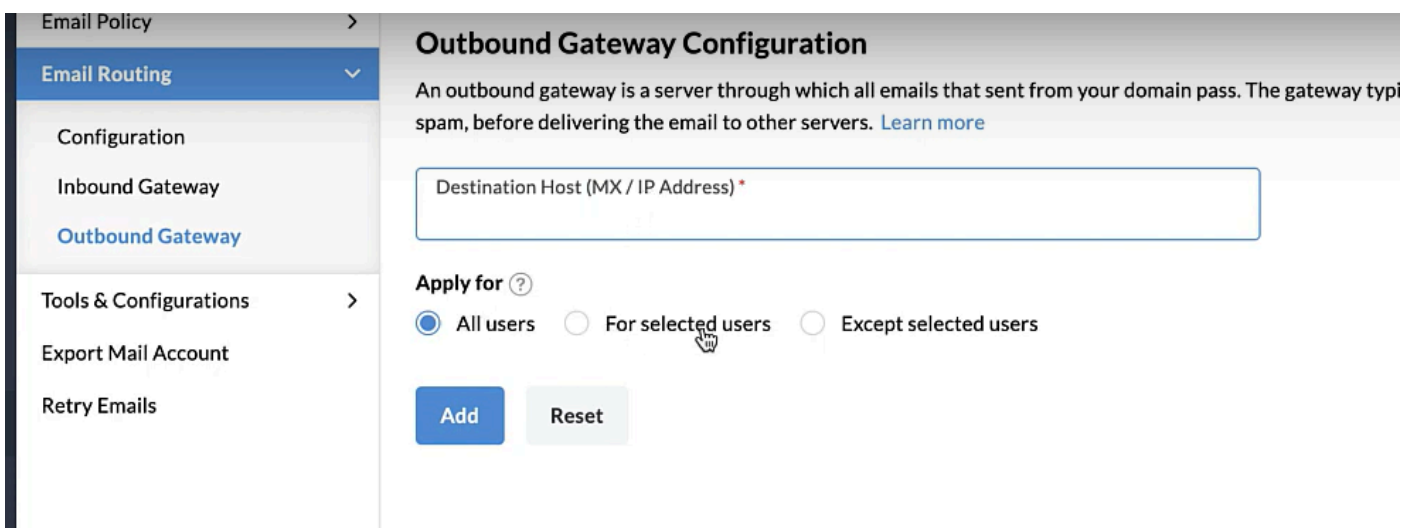 Email Policy
Email Routing
Configuration
Inbound Gateway
Outbound Gateway
Tools & Configurations
Export Mail Account
Retry Emails
Outbound Gateway Configuration
An outbound gateway is a server through which all emails that sent from your domain pass. The gateway typi
spam, before delivering the email to other servers. Learn more
Destination Host (MX / IP Address) *
Apply for ?
All users For selected users Except selected users
Add Reset